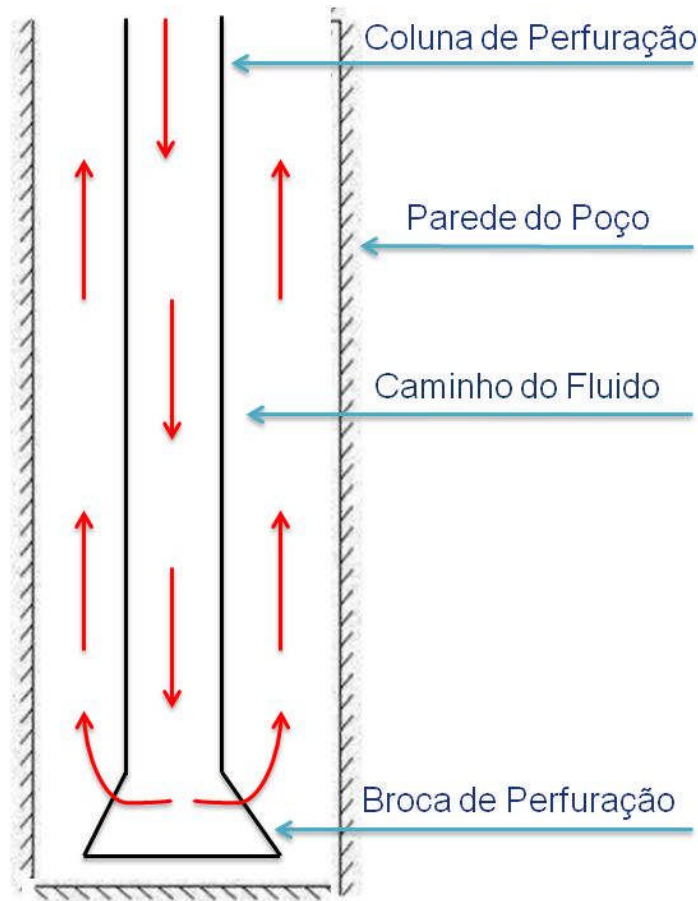 Coluna de Perfuração
Parede do Poço
Caminho do Fluido
Broca de Perfuração